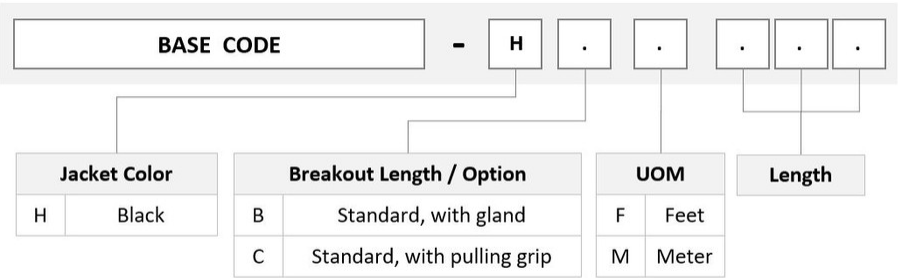 BASE CODE - H . . . . .
Jacket Color Breakout Length / Option UOM Length
H Black B Standard, with gland F Feet
C Standard, with pulling grip M Meter